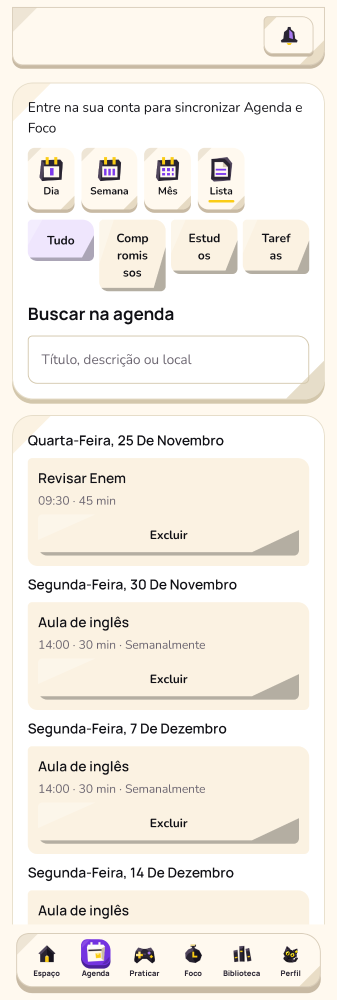 Entre na sua conta para sincronizar Agenda e
Foco
Dia
Semana
Mês
Lista
Tudo
Comp
romis
sos
Estud
os
Taref
as
Buscar na agenda
Título, descrição ou local
Quarta-Feira, 25 De Novembro
Revisar Enem
09:30 · 45 min
Excluir
Segunda-Feira, 30 De Novembro
Aula de inglês
14:00 · 30 min · Semanalmente
Excluir
Segunda-Feira, 7 De Dezembro
Aula de inglês
14:00 · 30 min · Semanalmente
Excluir
Segunda-Feira, 14 De Dezembro
Aula de inglês
Espaço
Agenda
Praticar
Foco
Biblioteca
Perfil